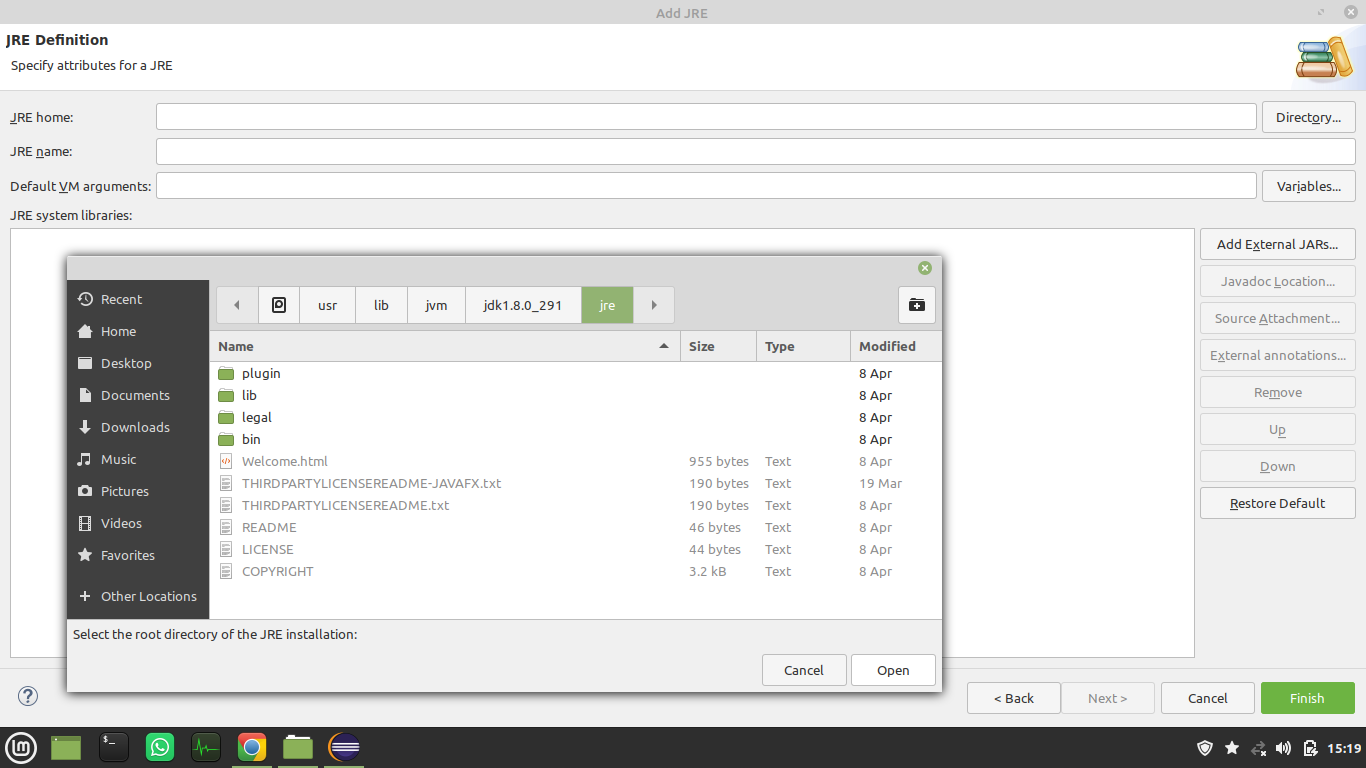 Add JRE
JRE Definition
Specify attributes for a JRE
JRE home:
Directory...
JRE name:
Default VM arguments:
Variables...
JRE system libraries:
Add External JARs...
Javadoc Location...
Source Attachment...
External annotations...
Remove
Up
Down
Restore Default
Recent
Home
Desktop
Documents
Downloads
Music
Pictures
Videos
Favorites
Other Locations
usr lib jvm jdk1.8.0_291 jre
Name Size Type Modified
plugin 8 Apr
lib 8 Apr
legal 8 Apr
bin 8 Apr
Welcome.html 955 bytes Text 8 Apr
THIRDPARTYLICENSEREADME-JAVAFX.txt 190 bytes Text 19 Mar
THIRDPARTYLICENSEREADME.txt 190 bytes Text 8 Apr
README 46 bytes Text 8 Apr
LICENSE 44 bytes Text 8 Apr
COPYRIGHT 3.2 kB Text 8 Apr
Select the root directory of the JRE installation:
Cancel Open
? < Back Next > Cancel Finish
15:19